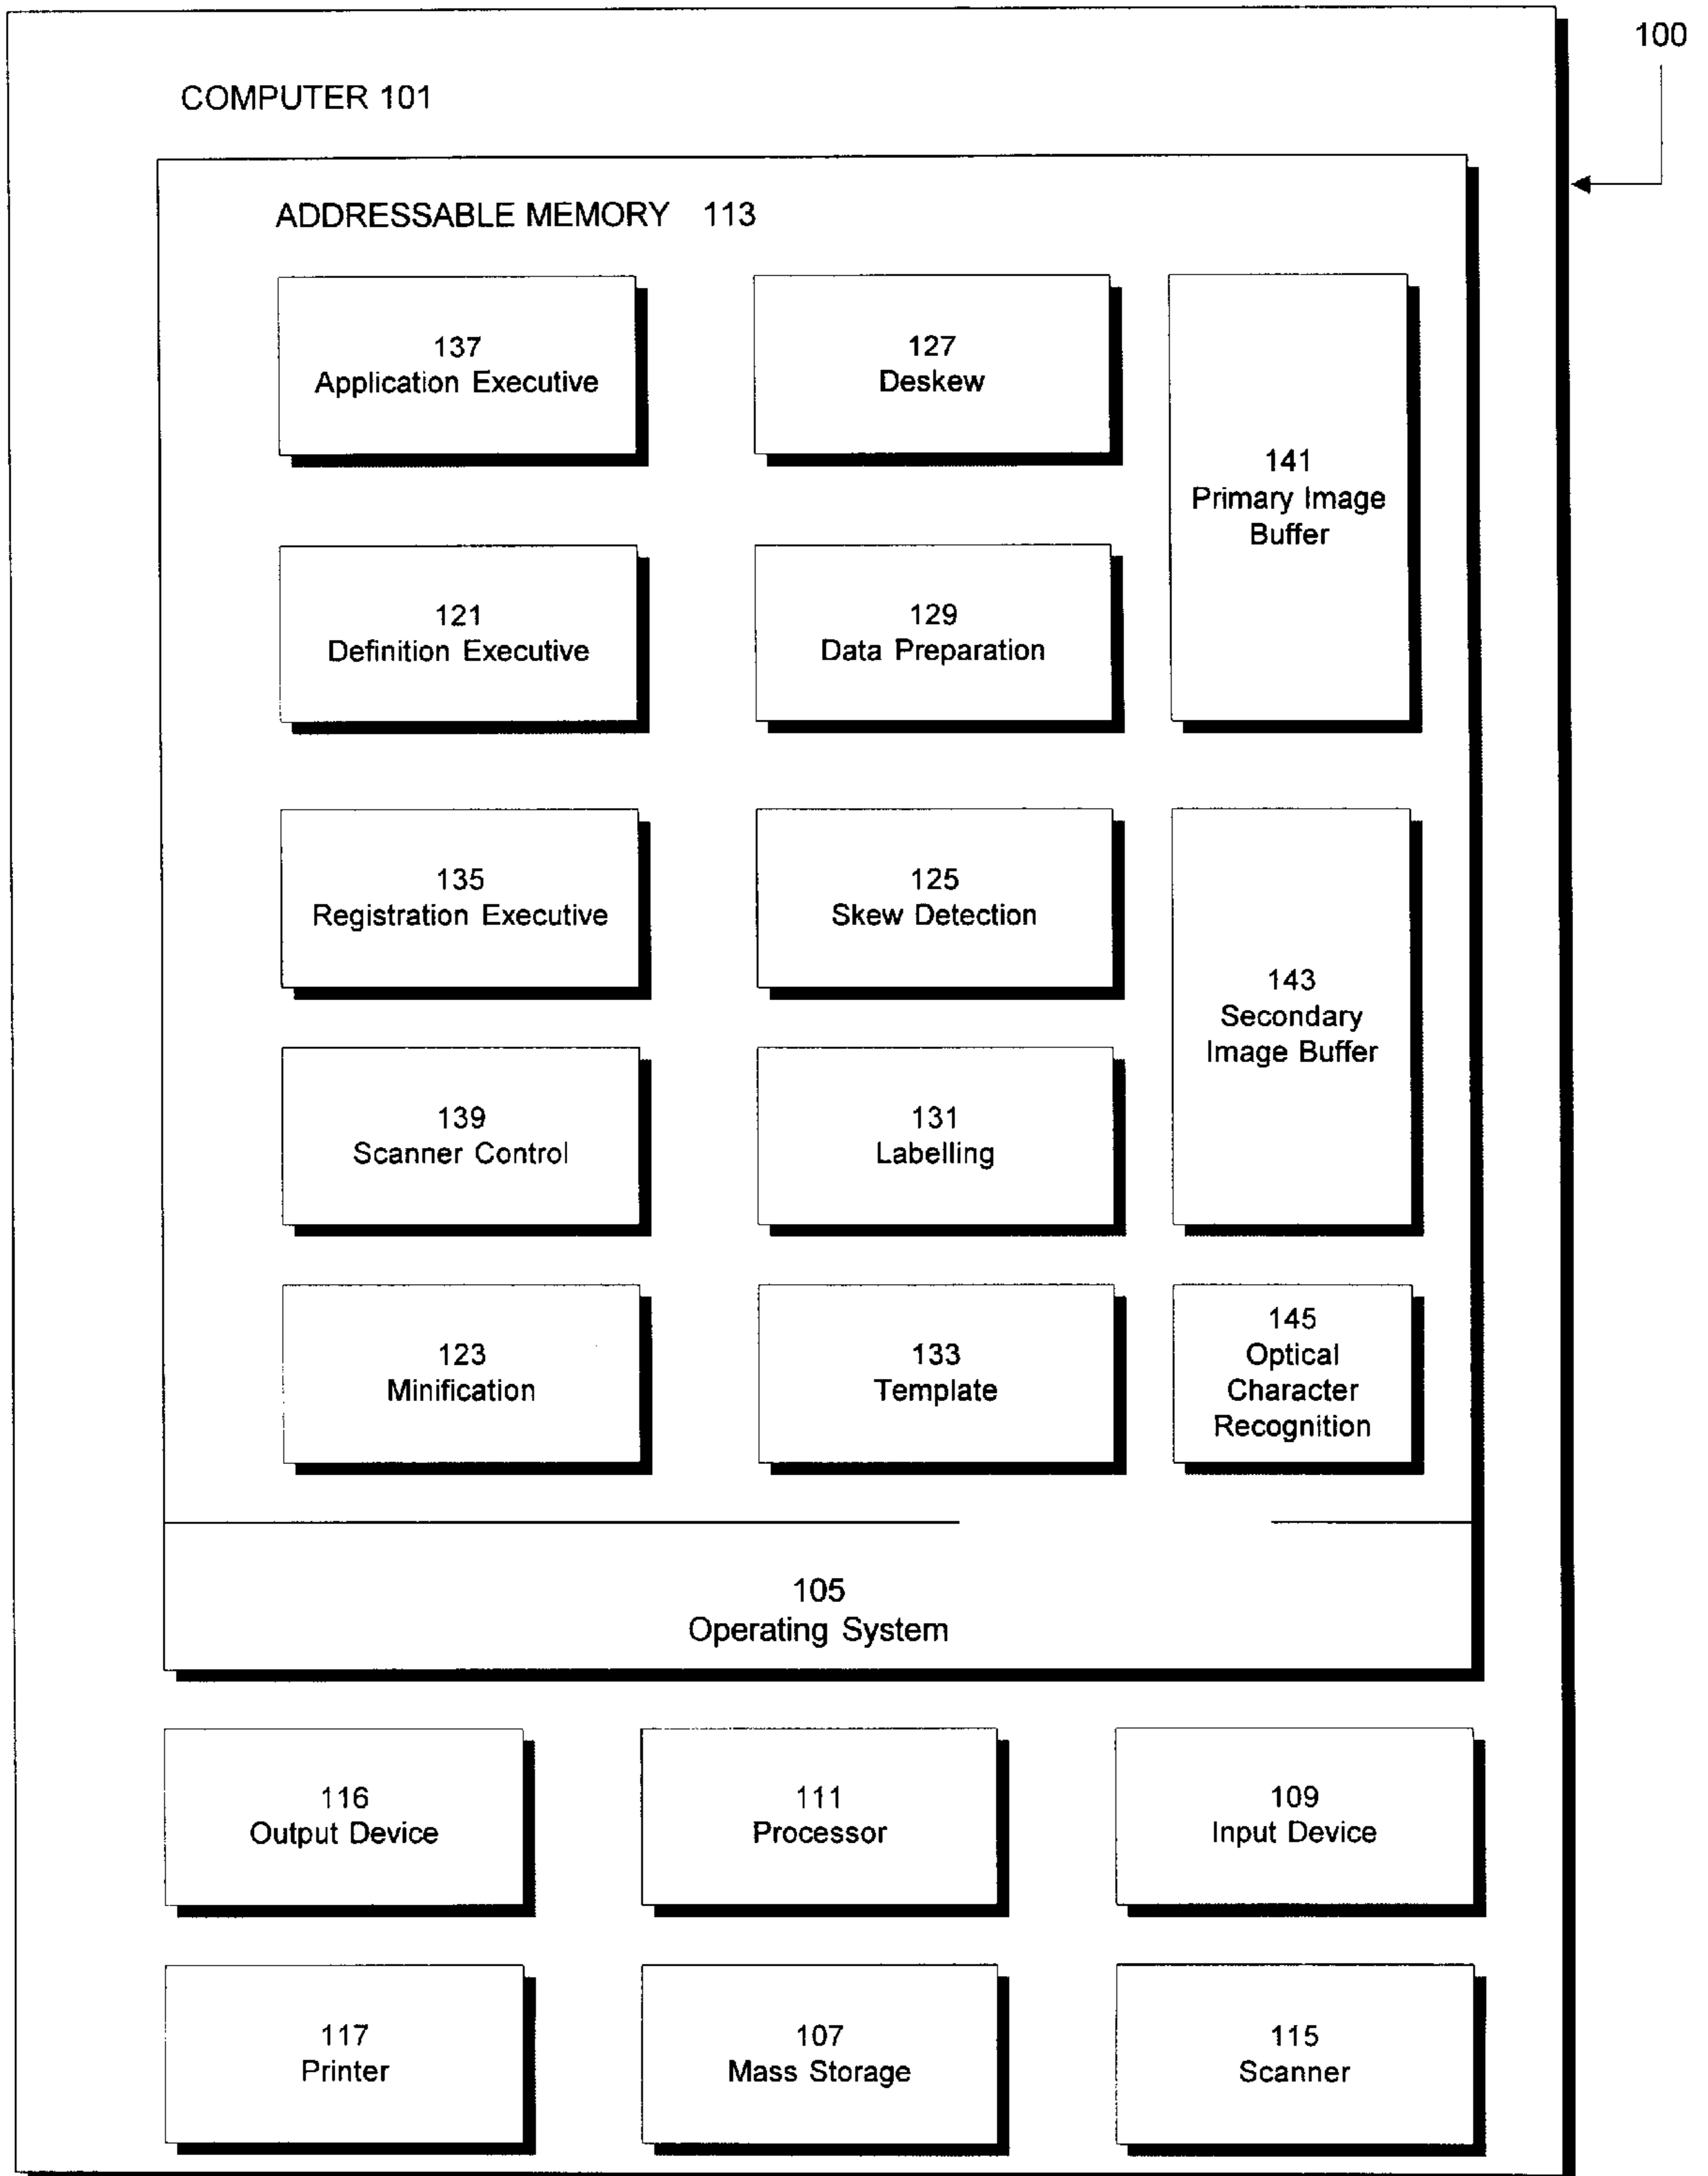 100
COMPUTER 101
ADDRESSABLE MEMORY 113
137
Application Executive
127
Deskew
141
Primary Image
Buffer
121
Definition Executive
129
Data Preparation
135
Registration Executive
125
Skew Detection
143
Secondary
Image Buffer
139
Scanner Control
131
Labelling
123
Minification
133
Template
145
Optical
Character
Recognition
105
Operating System
116
Output Device
111
Processor
109
Input Device
117
Printer
107
Mass Storage
115
Scanner